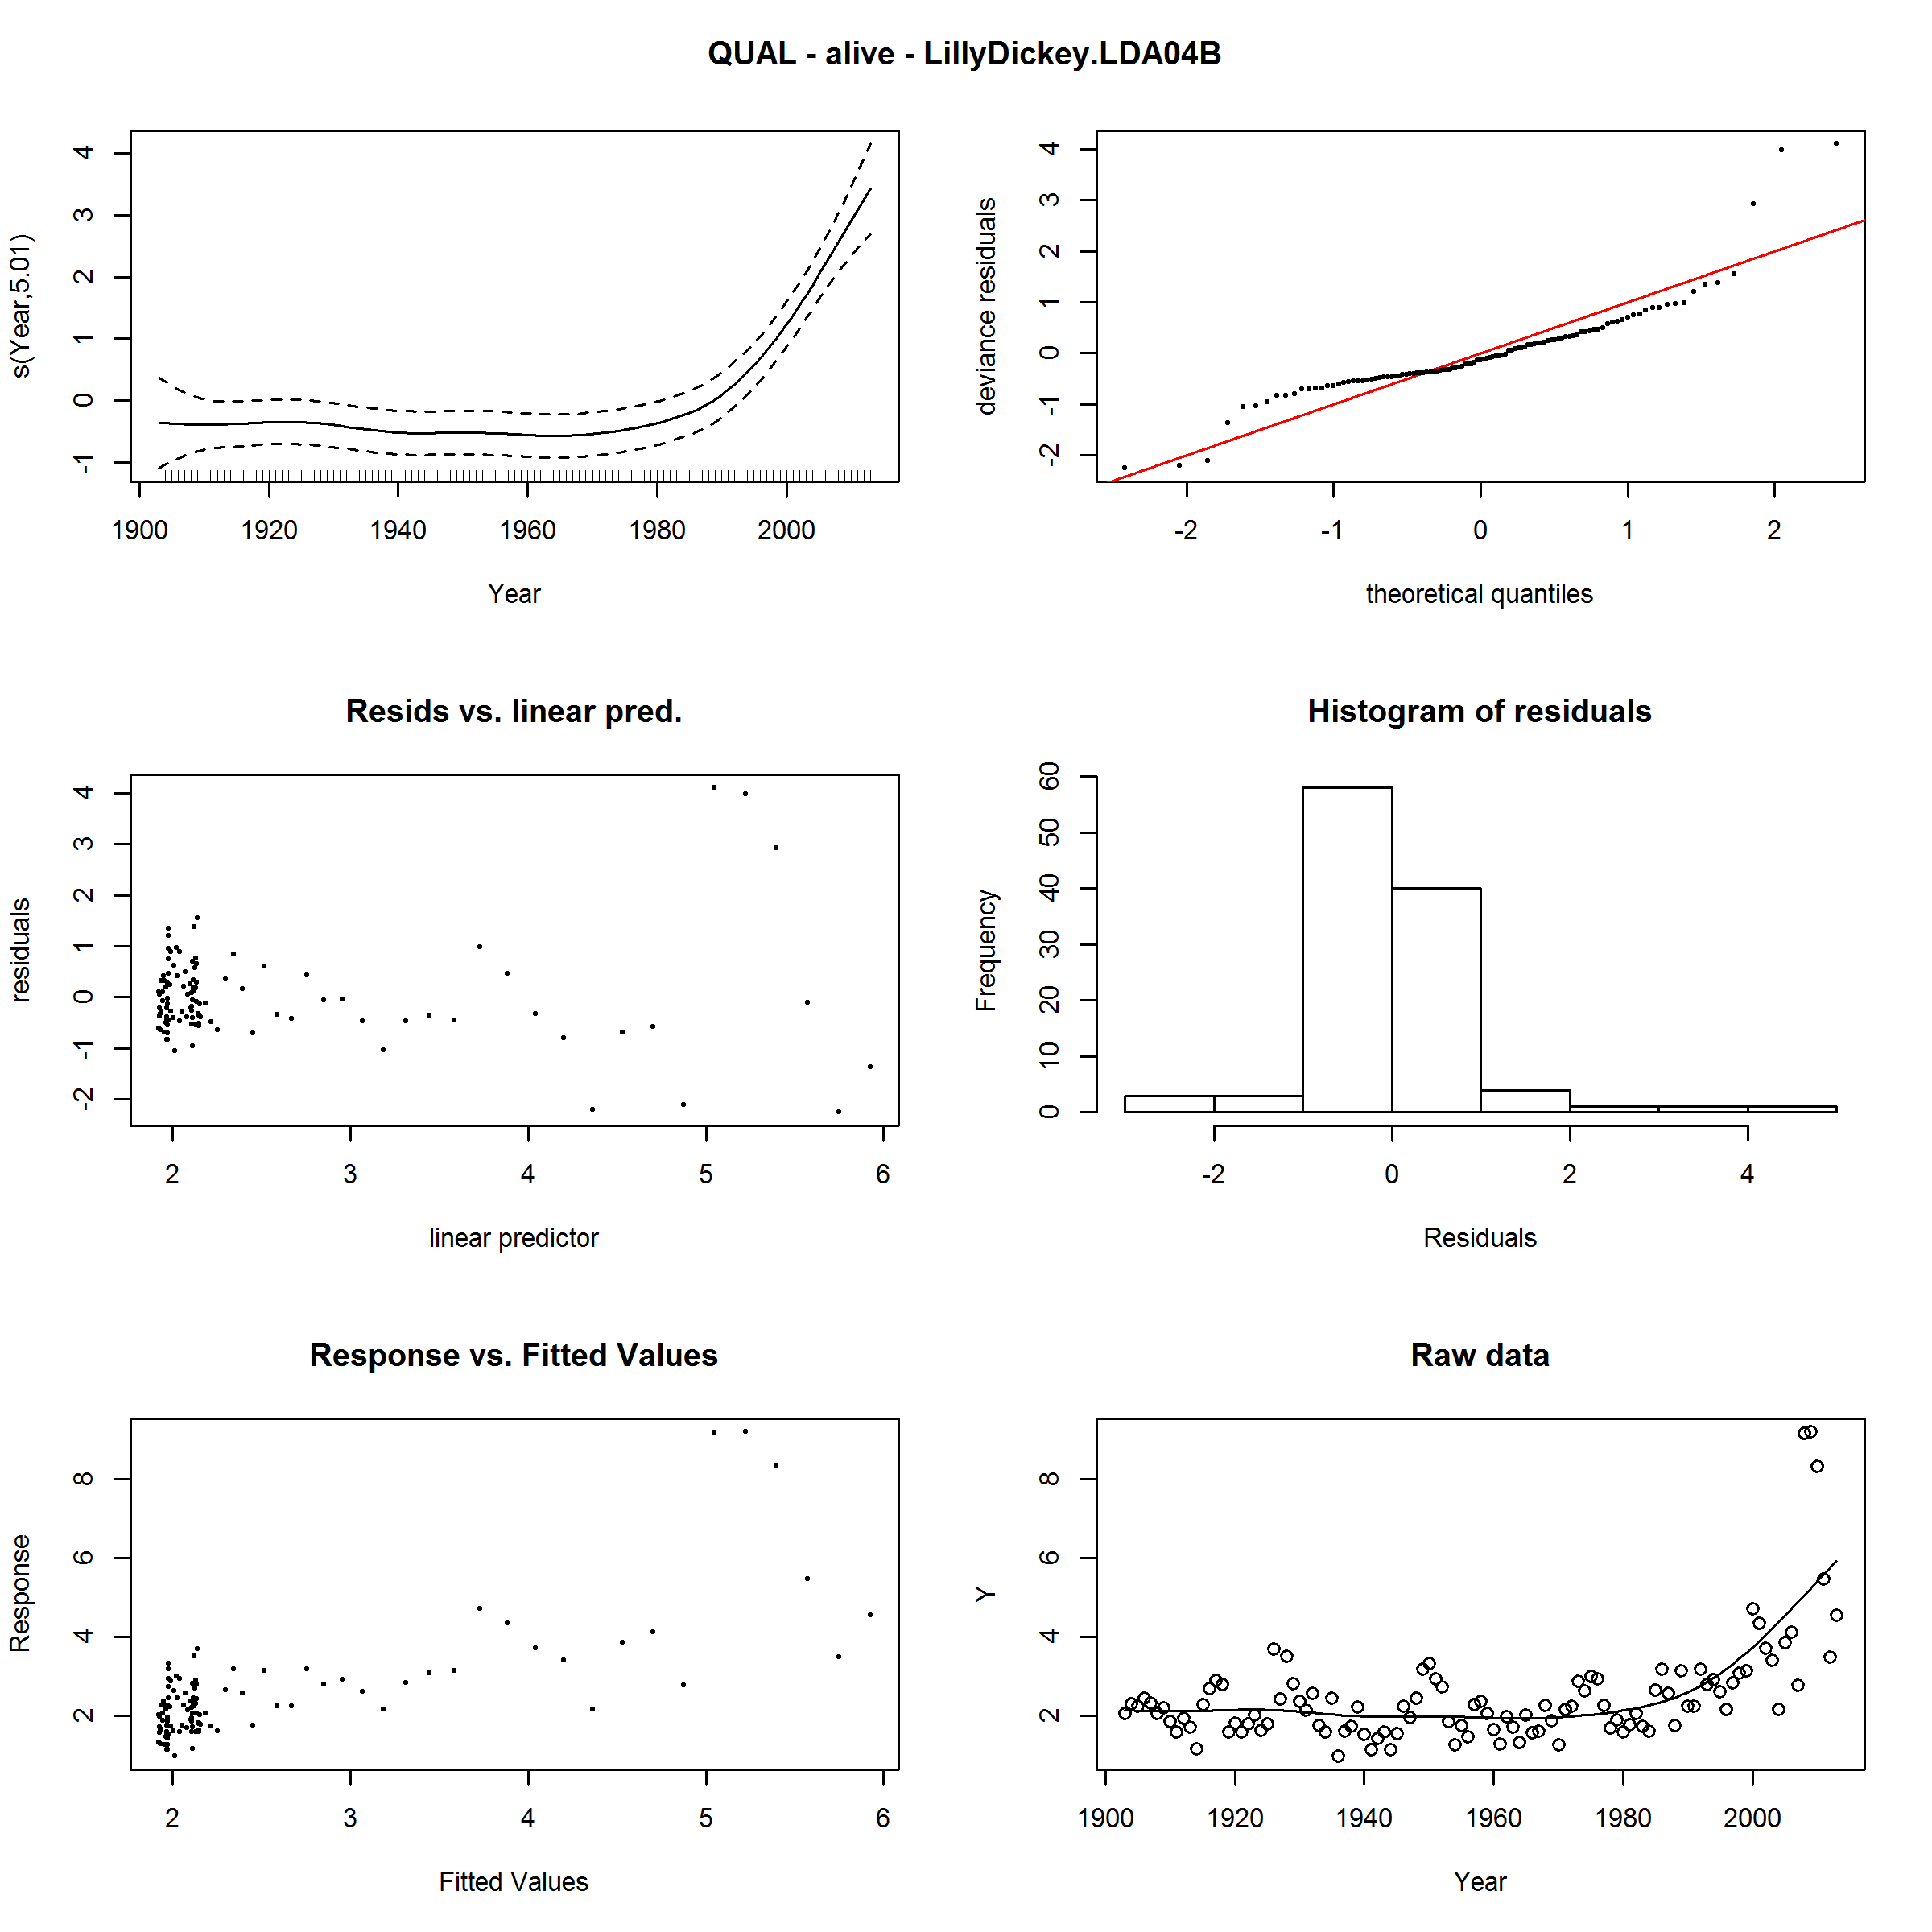 QUAL - alive - LillyDickey.LDA04B
s(Year,5.01)
4
3
2
1
0
-1
1900 1920 1940 1960 1980 2000
Year
deviance residuals
4
3
2
1
0
-1
-2
-2 -1 0 1 2
theoretical quantiles
Resids vs. linear pred.
residuals
4
3
2
1
0
-1
-2
2 3 4 5 6
linear predictor
Histogram of residuals
Frequency
60
50
40
30
20
10
0
-2 0 2 4
Residuals
Response vs. Fitted Values
Response
8
6
4
2
2 3 4 5 6
Fitted Values
Raw data
Y
8
6
4
2
1900 1920 1940 1960 1980 2000
Year